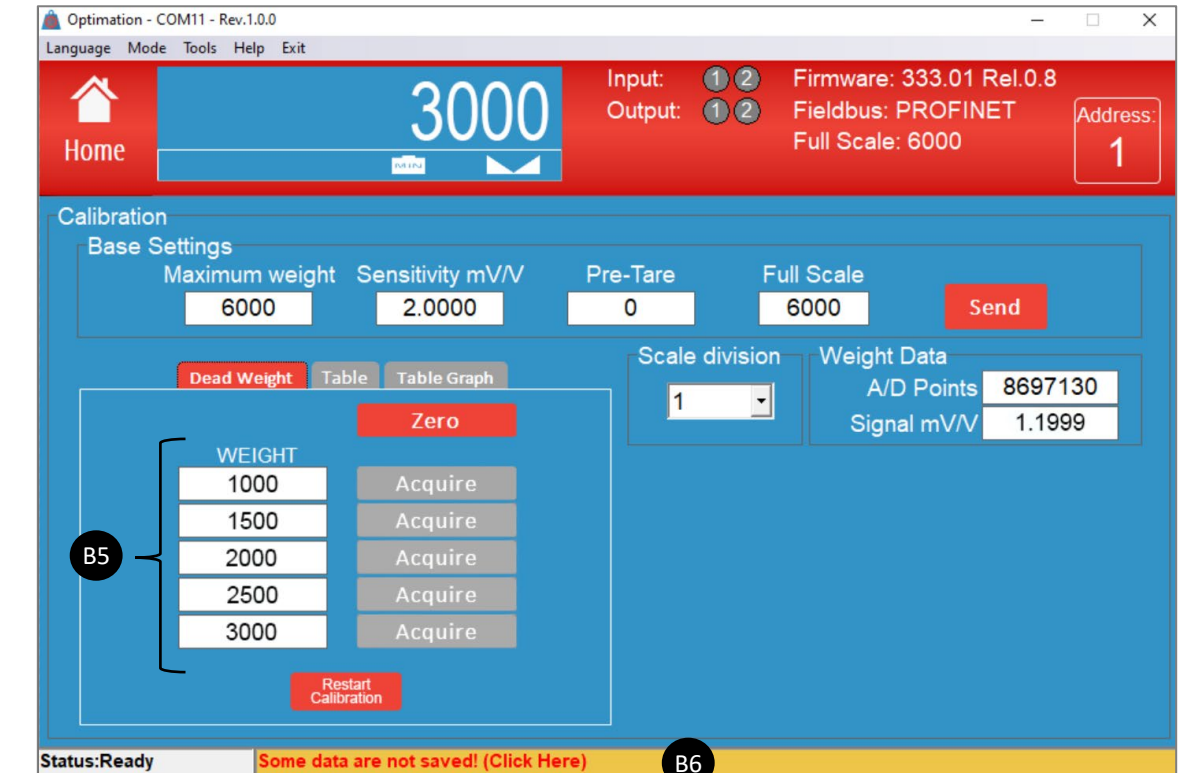 Optimation - COM11 - Rev.1.0.0
Language Mode Tools Help Exit
Home
3000
MIN
Input: 1 2
Output: 1 2
Firmware: 333.01 Rel.0.8
Fieldbus: PROFINET
Full Scale: 6000
Address:
1
Calibration
Base Settings
Maximum weight Sensitivity mV/V Pre-Tare Full Scale
6000 2.0000 0 6000 Send
Dead Weight Table Table Graph
Zero
WEIGHT
1000 Acquire
1500 Acquire
B5 2000 Acquire
2500 Acquire
3000 Acquire
Restart
Calibration
Scale division
1
Weight Data
A/D Points 8697130
Signal mV/V 1.1999
Status:Ready Some data are not saved! (Click Here) B6